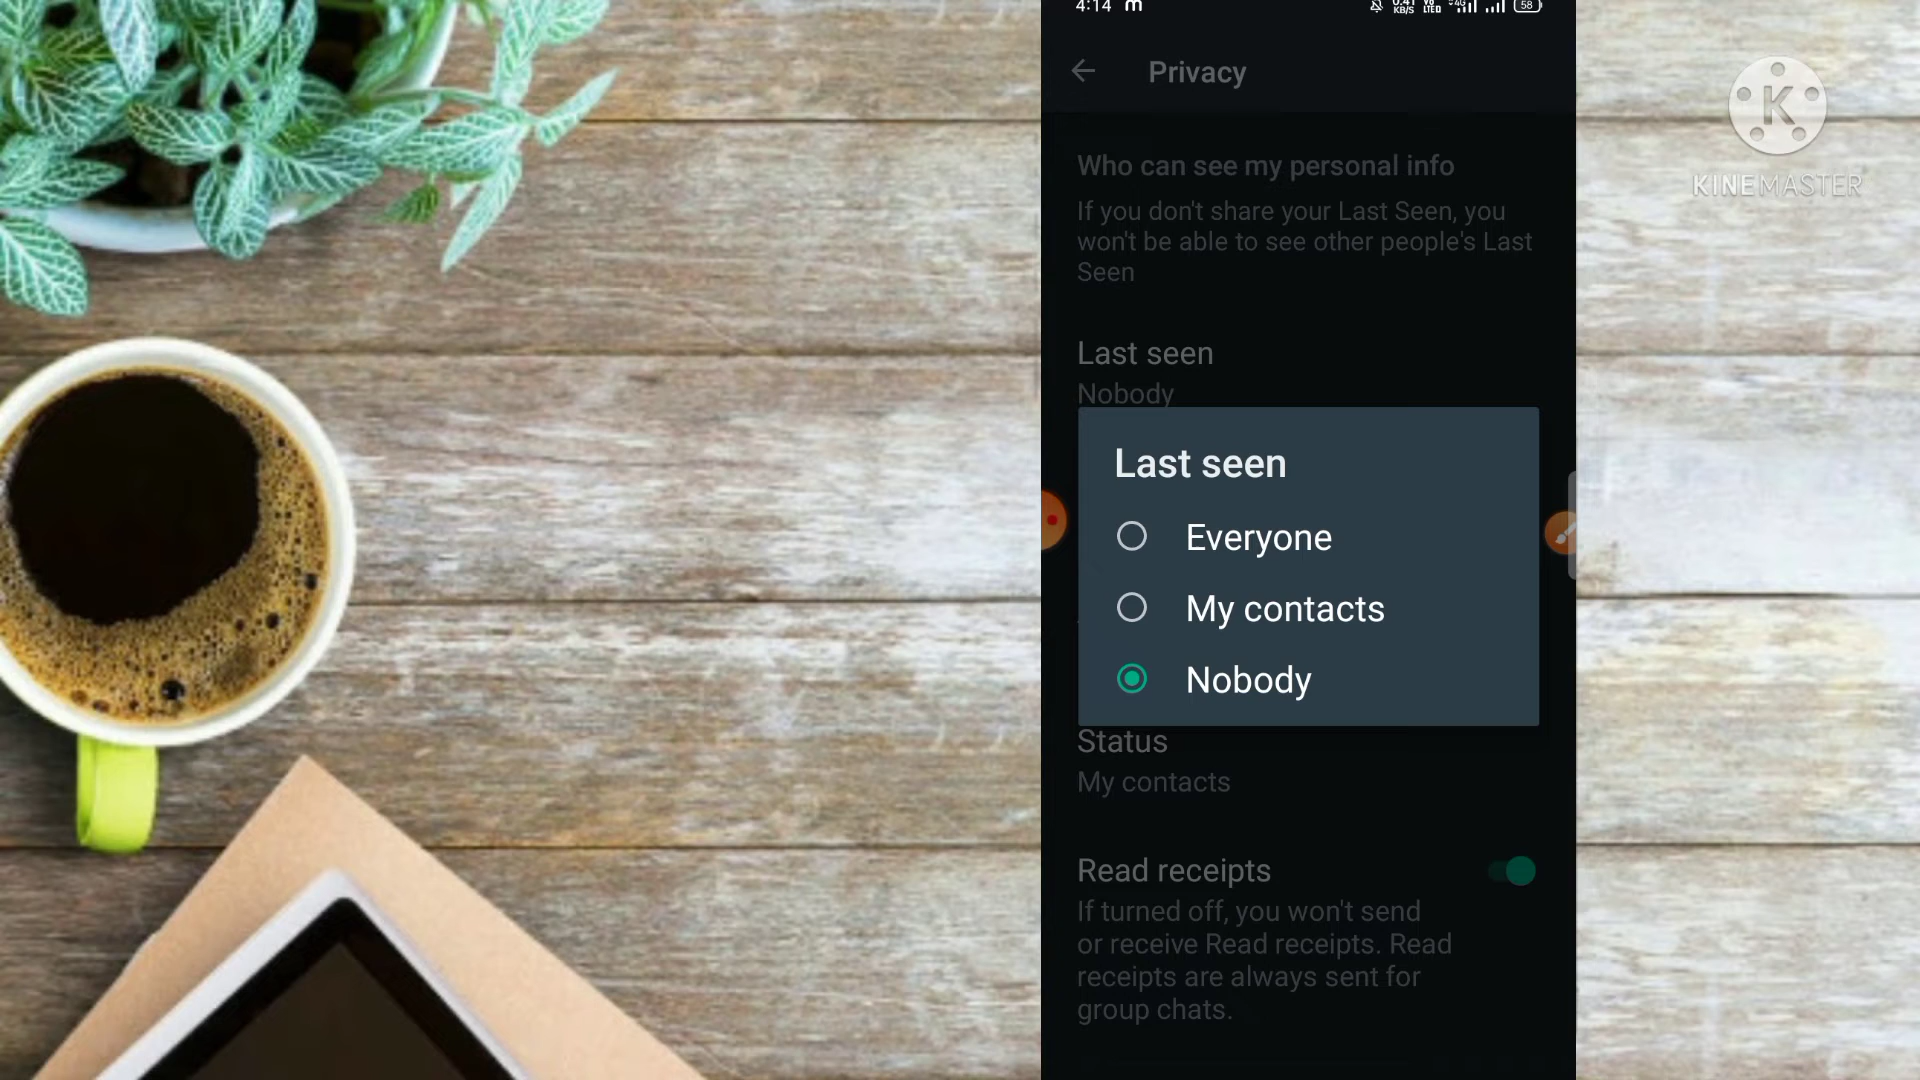 4:14
58
Privacy
Who can see my personal info
If you don't share your Last Seen, you
won't be able to see other people's Last
Seen
Last seen
Nobody
Last seen
Everyone
My contacts
Nobody
Status
My contacts
Read receipts
If turned off, you won't send
or receive Read receipts. Read
receipts are always sent for
group chats.
K
KINEMASTER